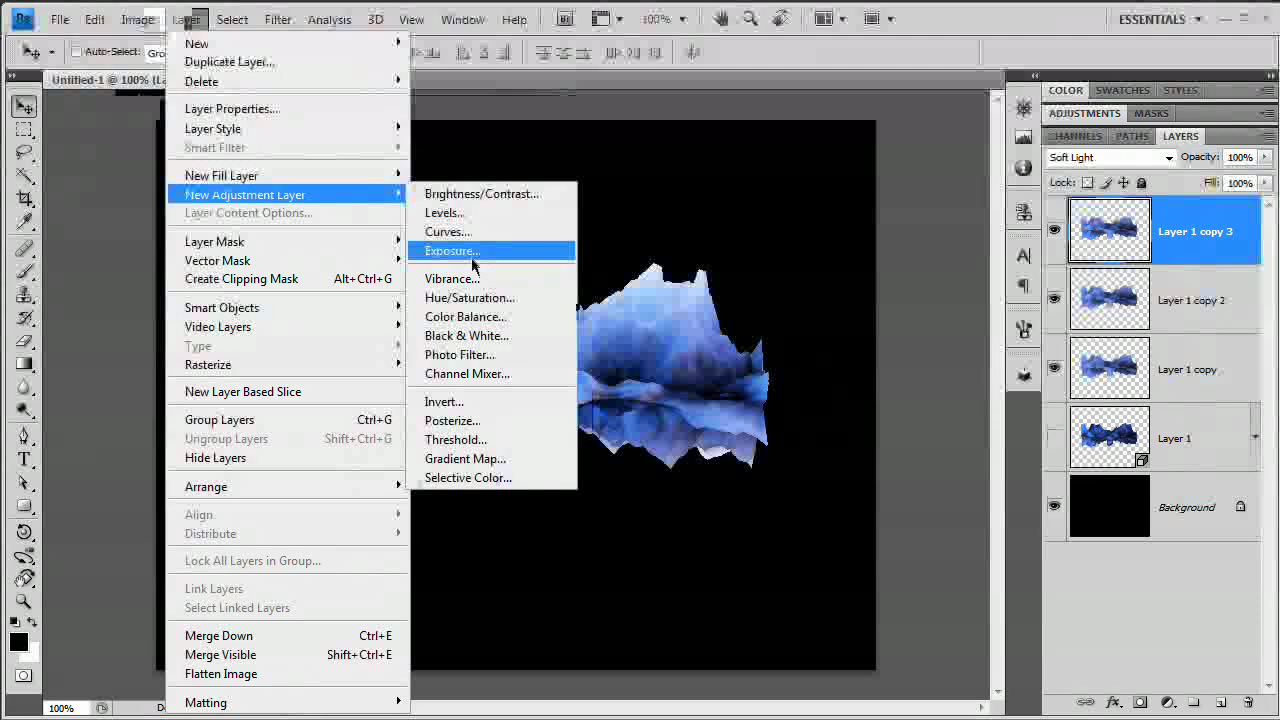 Ps File Edit Image Layer Select Filter Analysis 3D View Window Help Br 100% ESSENTIALS
Auto-Select: Gro
Untitled-1 @ 100% (La
New
Duplicate Layer...
Delete
Layer Properties...
Layer Style
Smart Filter
New Fill Layer
New Adjustment Layer
Layer Content Options...
Layer Mask
Vector Mask
Create Clipping Mask Alt+Ctrl+G
Smart Objects
Video Layers
Type
Rasterize
New Layer Based Slice
Group Layers Ctrl+G
Ungroup Layers Shift+Ctrl+G
Hide Layers
Arrange
Align
Distribute
Lock All Layers in Group...
Link Layers
Select Linked Layers
Merge Down Ctrl+E
Merge Visible Shift+Ctrl+E
Flatten Image
Matting
Brightness/Contrast...
Levels...
Curves...
Exposure...
Vibrance...
Hue/Saturation...
Color Balance...
Black & White...
Photo Filter...
Channel Mixer...
Invert...
Posterize...
Threshold...
Gradient Map...
Selective Color...
COLOR SWATCHES STYLES
ADJUSTMENTS MASKS
CHANNELS PATHS LAYERS
Soft Light Opacity: 100%
Lock: Fill: 100%
Layer 1 copy 3
Layer 1 copy 2
Layer 1 copy
Layer 1
Background
100%